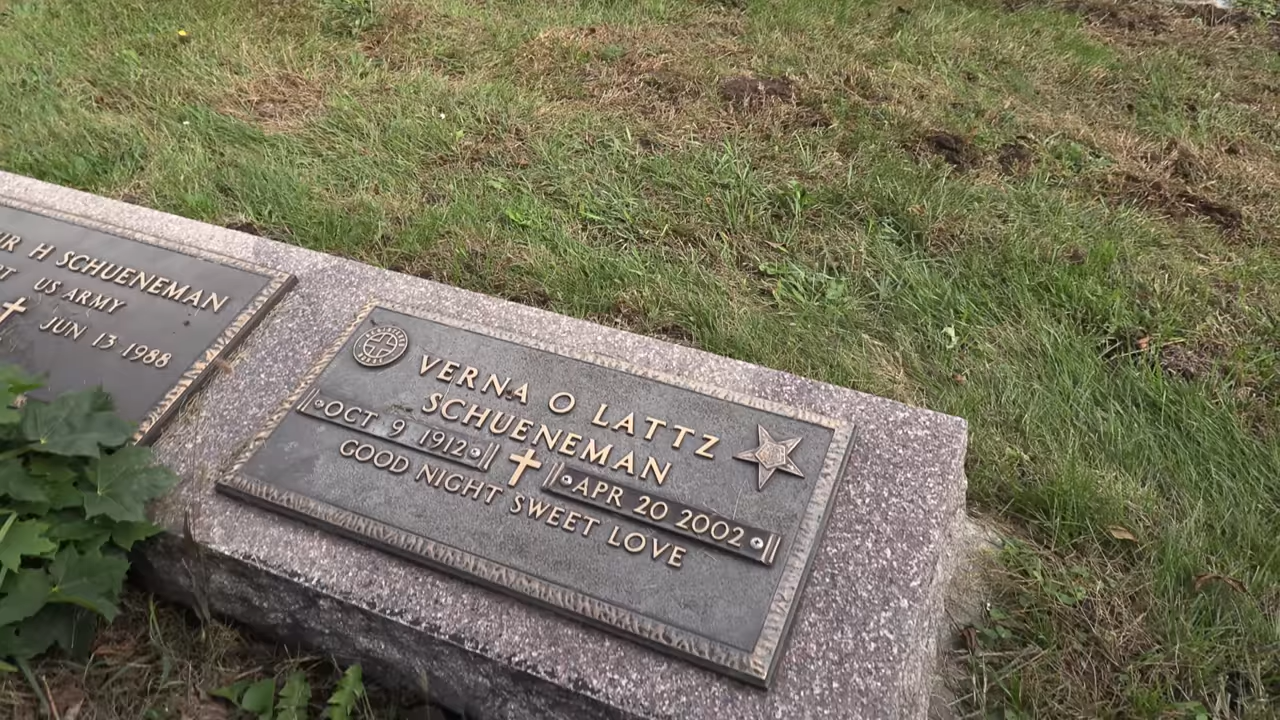 H SCHUENEMAN
US ARMY
JUN 13 1988
VERNA O LATTZ
SCHUENEMAN
OCT 9 1912
APR 20 2002
GOOD NIGHT SWEET LOVE